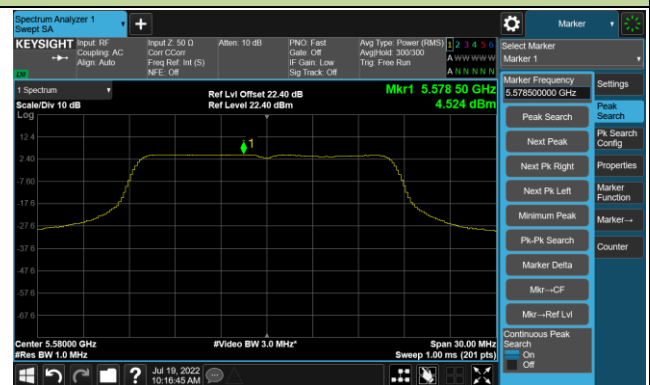 Spectrum Analyzer 1
Swept SA
Marker
KEYSIGHT
Input: RF
Coupling: AC
Align: Auto
Input Z: 50 Ω
Corr CCorr
Freq Ref: Int (S)
NFE: Off
Atten: 10 dB
PNO: Fast
Gate: Off
IF Gain: Low
Sig Track: Off
Avg Type: Power (RMS)
Avg|Hold: 300/300
Trig: Free Run
1 2 3 4 5 6
A W W W W W
A N N N N N
LXI
1 Spectrum
Scale/Div 10 dB
Log
Ref Lvl Offset 22.40 dB
Ref Level 22.40 dBm
Mkr1 5.578 50 GHz
4.524 dBm
1
12.4
2.40
-7.60
-17.6
-27.6
-37.6
-47.6
-57.6
-67.6
Center 5.58000 GHz
#Res BW 1.0 MHz
#Video BW 3.0 MHz*
Span 30.00 MHz
Sweep 1.00 ms (201 pts)
Jul 19, 2022
10:16:45 AM
Select Marker
Marker 1
Marker Frequency
5.578500000 GHz
Peak Search
Next Peak
Next Pk Right
Next Pk Left
Minimum Peak
Pk-Pk Search
Marker Delta
Mkr→CF
Mkr→Ref Lvl
Continuous Peak
Search
On
Off
Settings
Peak
Search
Pk Search
Config
Properties
Marker
Function
Marker→
Counter